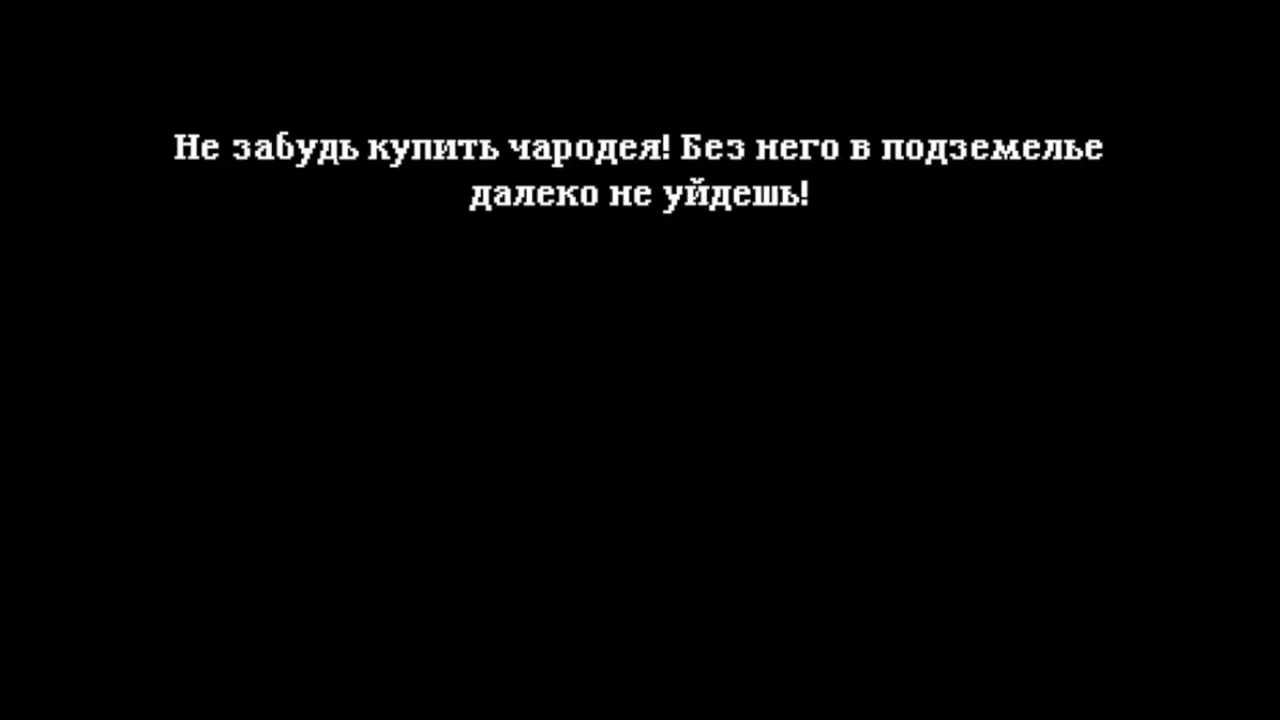 Не забудь купить чародея! Без него в подземелье
далеко не уйдешь!